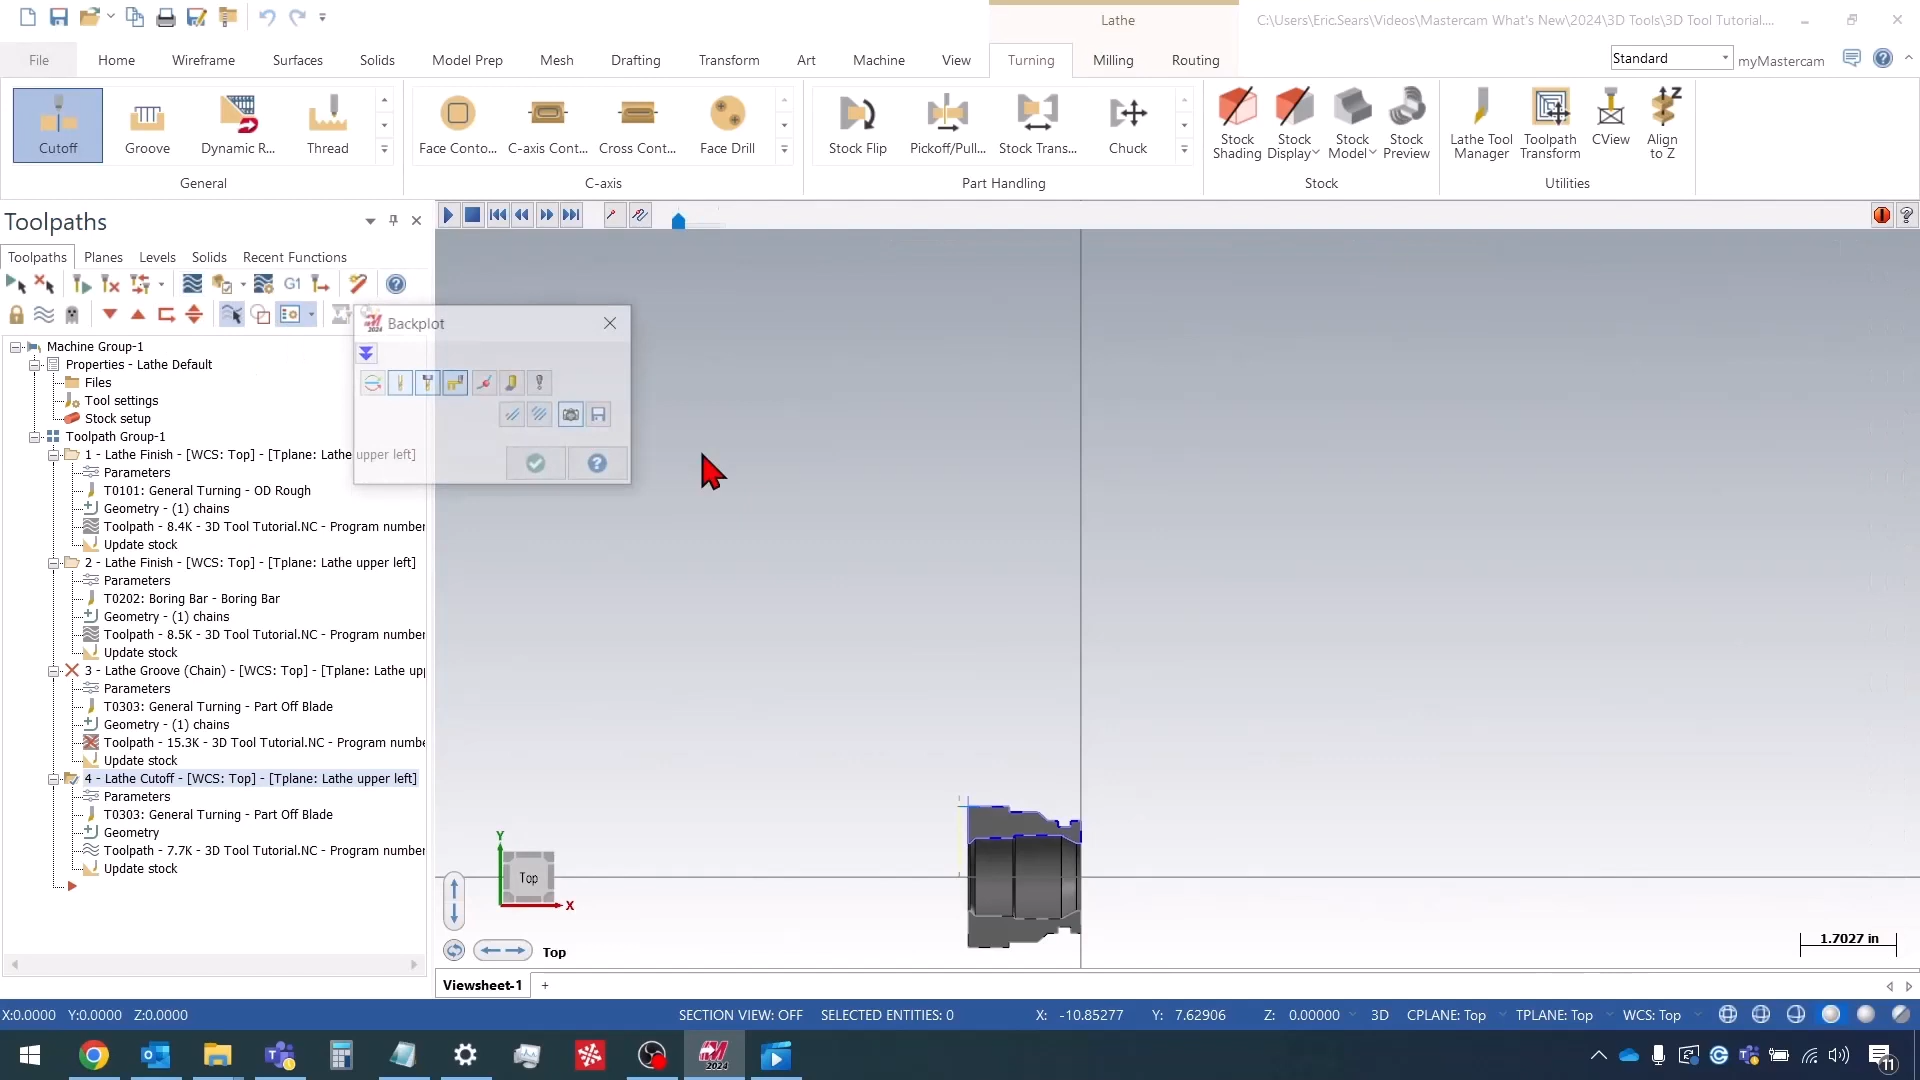 Lathe
C:\Users\Eric.Sears\Videos\Mastercam What's New\2024\3D Tools\3D Tool Tutorial....
File Home Wireframe Surfaces Solids Model Prep Mesh Drafting Transform Art Machine View Turning Milling Routing Standard myMastercam
Cutoff Groove Dynamic R... Thread Face Conto... C-axis Cont... Cross Cont... Face Drill Stock Flip Pickoff/Pull... Stock Trans... Chuck Stock Shading Stock Display Stock Model Stock Preview Lathe Tool Manager Toolpath Transform CView Align to Z
General C-axis Part Handling Stock Utilities
Toolpaths
Toolpaths Planes Levels Solids Recent Functions
G1
Backplot
Machine Group-1
Properties - Lathe Default
Files
Tool settings
Stock setup
Toolpath Group-1
1 - Lathe Finish - [WCS: Top] - [Tplane: Lathe upper left]
Parameters
T0101: General Turning - OD Rough
Geometry - (1) chains
Toolpath - 8.4K - 3D Tool Tutorial.NC - Program number
Update stock
2 - Lathe Finish - [WCS: Top] - [Tplane: Lathe upper left]
Parameters
T0202: Boring Bar - Boring Bar
Geometry - (1) chains
Toolpath - 8.5K - 3D Tool Tutorial.NC - Program number
Update stock
3 - Lathe Groove (Chain) - [WCS: Top] - [Tplane: Lathe upp
Parameters
T0303: General Turning - Part Off Blade
Geometry - (1) chains
Toolpath - 15.3K - 3D Tool Tutorial.NC - Program numbe
Update stock
4 - Lathe Cutoff - [WCS: Top] - [Tplane: Lathe upper left]
Parameters
T0303: General Turning - Part Off Blade
Geometry
Toolpath - 7.7K - 3D Tool Tutorial.NC - Program number
Update stock
Y
Top
X
Top
1.7027 in
Viewsheet-1 +
X:0.0000 Y:0.0000 Z:0.0000 SECTION VIEW: OFF SELECTED ENTITIES: 0 X: -10.85277 Y: 7.62906 Z: 0.00000 3D CPLANE: Top TPLANE: Top WCS: Top
2024
11